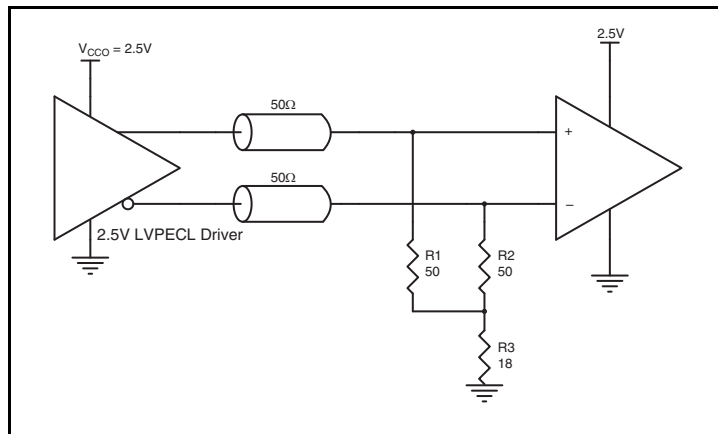 V_CCO = 2.5V
2.5V
50Ω
+
50Ω
−
2.5V LVPECL Driver
R1
50
R2
50
R3
18